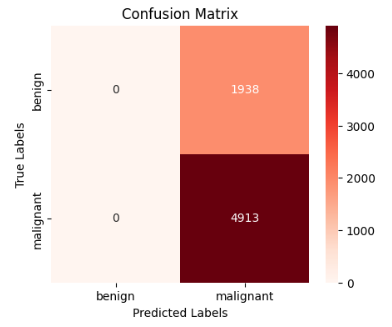 Confusion Matrix
True Labels
benign
malignant
0
1938
0
4913
benign
malignant
Predicted Labels
4000
3000
2000
1000
0